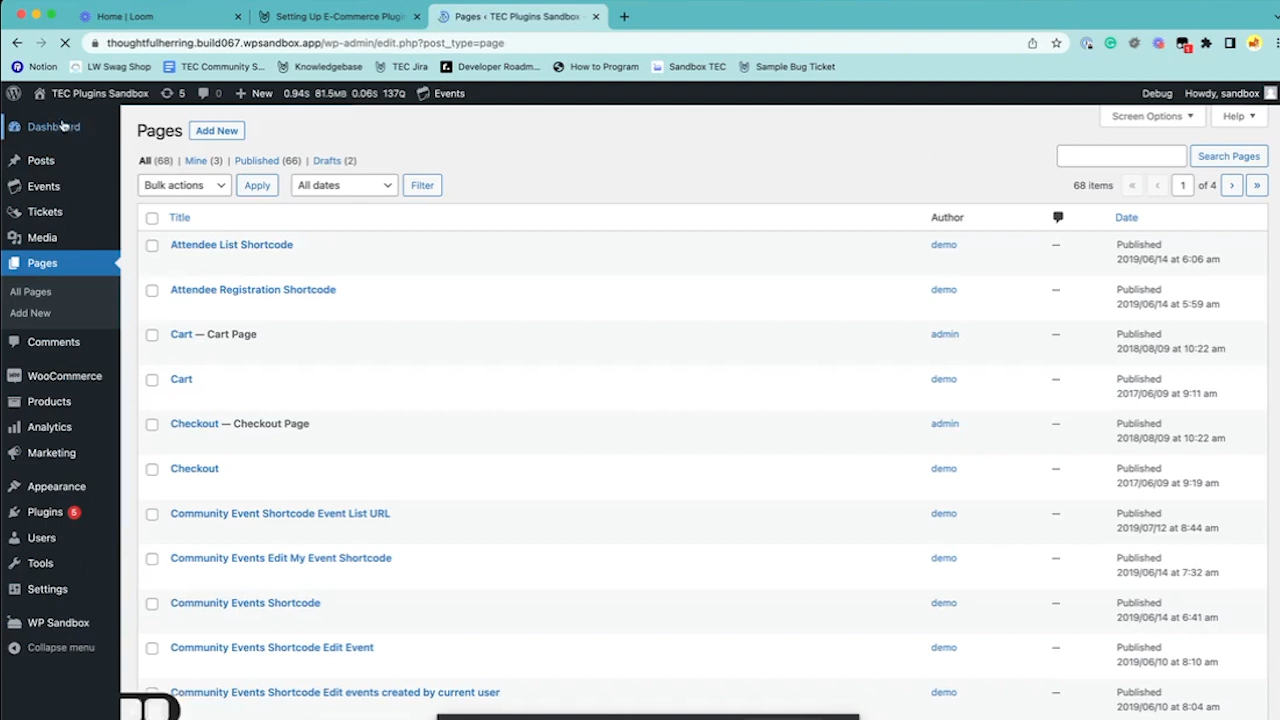 Home | Loom
Setting Up E-Commerce Plugi
Pages ‹ TEC Plugins Sandbox
thoughtfulherring.build067.wpsandbox.app/wp-admin/edit.php?post_type=page
Notion
LW Swag Shop
TEC Community S...
Knowledgebase
TEC Jira
Developer Roadm...
How to Program
Sandbox TEC
Sample Bug Ticket
TEC Plugins Sandbox
5
0
New
0.94s 81.5MB 0.06s 137Q
Events
Debug
Howdy, sandbox
Dashboard
Posts
Events
Tickets
Media
Pages
All Pages
Add New
Comments
WooCommerce
Products
Analytics
Marketing
Appearance
Plugins 5
Users
Tools
Settings
WP Sandbox
Collapse menu
Pages
Add New
Screen Options
Help
All (68) | Mine (3) | Published (66) | Drafts (2)
Search Pages
Bulk actions
Apply
All dates
Filter
68 items « ‹ 1 of 4 › »
Title
Author
Date
Attendee List Shortcode
demo
—
Published
2019/06/14 at 6:06 am
Attendee Registration Shortcode
demo
—
Published
2019/06/14 at 5:59 am
Cart — Cart Page
admin
—
Published
2018/08/09 at 10:22 am
Cart
demo
—
Published
2017/06/09 at 9:11 am
Checkout — Checkout Page
admin
—
Published
2018/08/09 at 10:22 am
Checkout
demo
—
Published
2017/06/09 at 9:19 am
Community Event Shortcode Event List URL
demo
—
Published
2019/07/12 at 8:44 am
Community Events Edit My Event Shortcode
demo
—
Published
2019/06/14 at 7:32 am
Community Events Shortcode
demo
—
Published
2019/06/14 at 6:41 am
Community Events Shortcode Edit Event
demo
—
Published
2019/06/10 at 8:10 am
Community Events Shortcode Edit events created by current user
demo
—
Published
2019/06/10 at 8:04 am